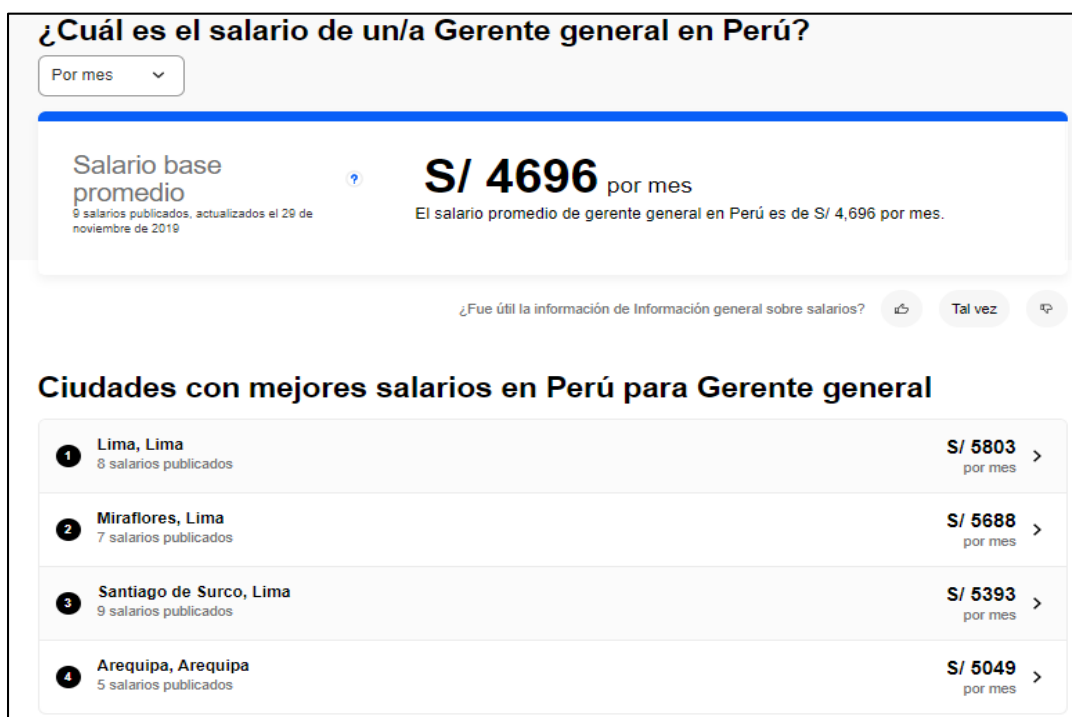 ¿Cuál es el salario de un/a Gerente general en Perú?
Por mes
Salario base
promedio
?
9 salarios publicados, actualizados el 29 de
noviembre de 2019
S/ 4696 por mes
El salario promedio de gerente general en Perú es de S/ 4,696 por mes.
¿Fue útil la información de Información general sobre salarios?
Tal vez
Ciudades con mejores salarios en Perú para Gerente general
1
Lima, Lima
8 salarios publicados
S/ 5803
por mes
2
Miraflores, Lima
7 salarios publicados
S/ 5688
por mes
3
Santiago de Surco, Lima
9 salarios publicados
S/ 5393
por mes
4
Arequipa, Arequipa
5 salarios publicados
S/ 5049
por mes